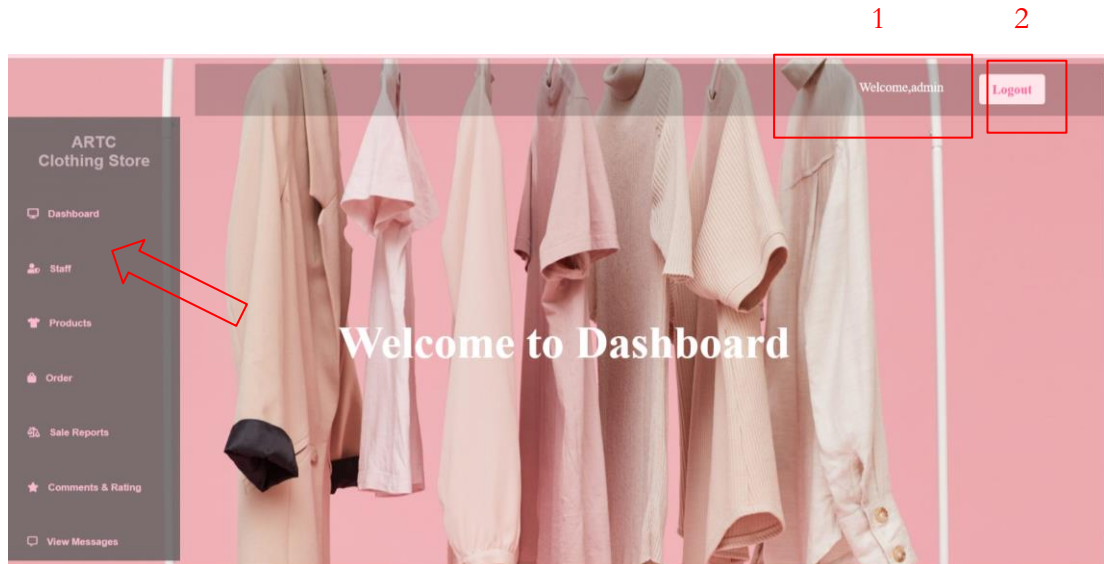 1 2
Welcome,admin Logout
ARTC
Clothing Store
Dashboard
Staff
Products
Order
Sale Reports
Comments & Rating
View Messages
Welcome to Dashboard